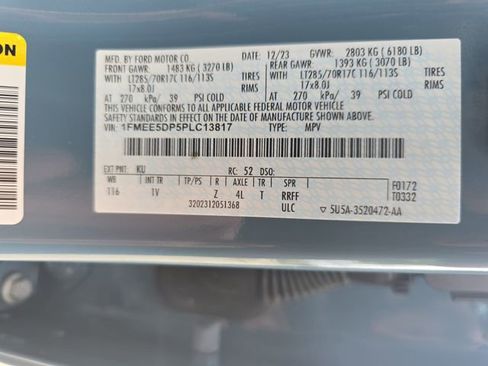 ON
MFD. BY FORD MOTOR CO. 12/23 GVWR: 2803 KG ( 6180 LB)
FRONT GAWR: 1483 KG ( 3270 LB) REAR GAWR: 1393 KG ( 3070 LB)
WITH LT285/70R17C 116/113S TIRES WITH LT285/70R17C 116/113S TIRES
17x8.0J RIMS 17x8.0J RIMS
AT 270 kPa/ 39 PSI COLD AT 270 kPa/ 39 PSI COLD
THIS VEHICLE CONFORMS TO ALL APPLICABLE FEDERAL MOTOR VEHICLE
SAFETY STANDARDS IN EFFECT ON THE DATE OF MANUFACTURE SHOWN ABOVE.
VIN: 1FMEE5DP5PLC13817 TYPE: MPV
EXT PNT: KU RC: 52 DSO:
WB INT TR TP/PS R AXLE TR SPR F0172
116 TV Z 4L T RRFF T0332
3202312051368 ULC 5U5A-3520472-AA